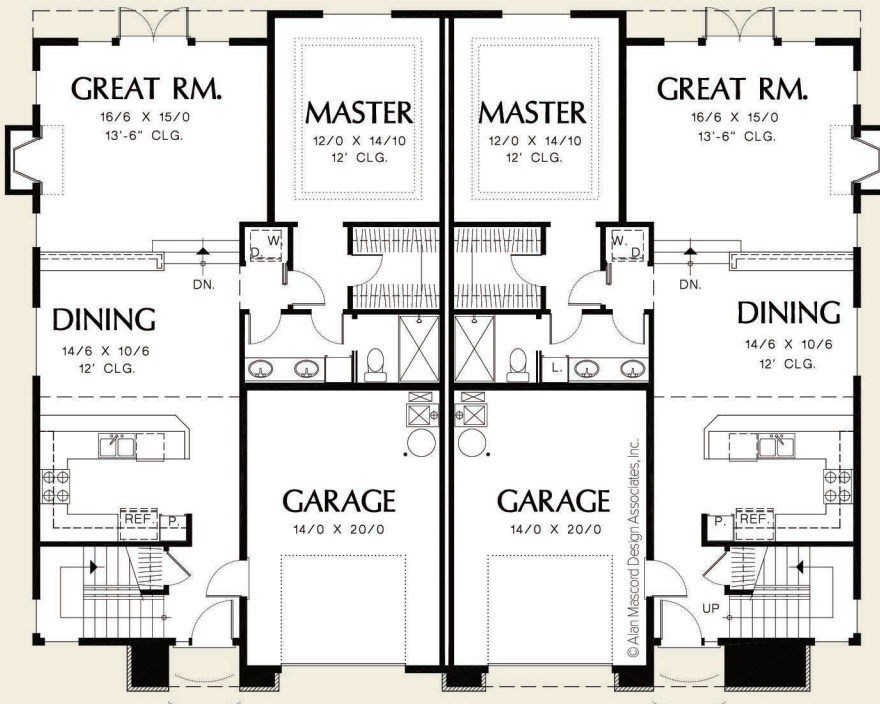 GREAT RM.
16/6 X 15/0
13'-6" CLG.
MASTER
12/0 X 14/10
12' CLG.
MASTER
12/0 X 14/10
12' CLG.
GREAT RM.
16/6 X 15/0
13'-6" CLG.
W.
D.
DN.
W.
D.
DN.
DINING
14/6 X 10/6
12' CLG.
DINING
14/6 X 10/6
12' CLG.
L.
REF.
P.
GARAGE
14/0 X 20/0
GARAGE
14/0 X 20/0
P.
REF.
UP
© Alan Mascord Design Associates, Inc.